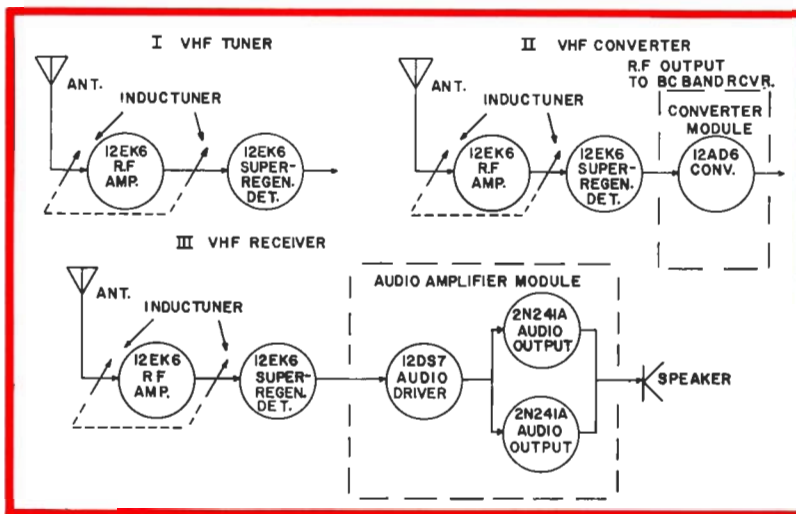 I VHF TUNER
ANT.
INDUCTUNER
12EK6
R.F
AMP.
12EK6
SUPER-
REGEN.
DET.
II VHF CONVERTER
R.F OUTPUT
TO BC BAND RCVR.
ANT.
INDUCTUNER
CONVERTER
MODULE
12EK6
R.F
AMP.
12EK6
SUPER-
REGEN.
DET.
12AD6
CONV.
III VHF RECEIVER
ANT.
INDUCTUNER
12EK6
R F
AMP.
12EK6
SUPER-
REGEN.
DET.
AUDIO AMPLIFIER MODULE
12DS7
AUDIO
DRIVER
2N241A
AUDIO
OUTPUT
2N241A
AUDIO
OUTPUT
SPEAKER